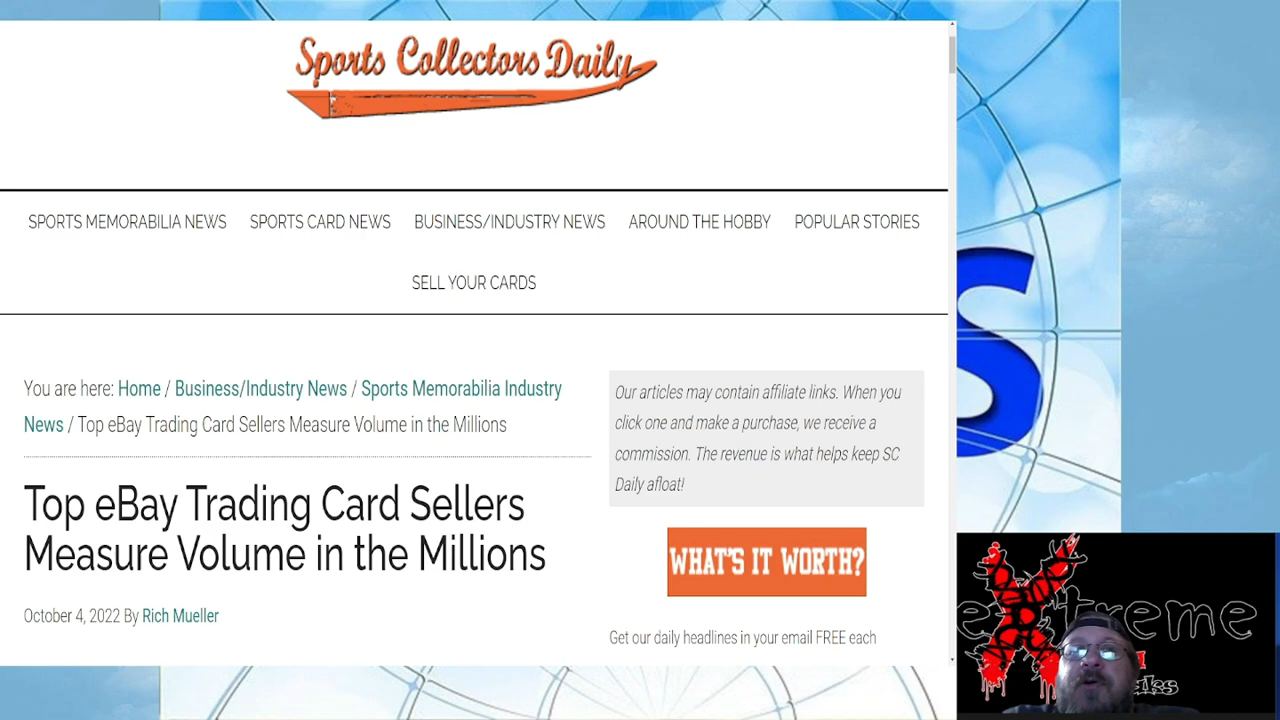 Sports Collectors Daily
SPORTS MEMORABILIA NEWS SPORTS CARD NEWS BUSINESS/INDUSTRY NEWS AROUND THE HOBBY POPULAR STORIES
SELL YOUR CARDS
You are here: Home / Business/Industry News / Sports Memorabilia Industry
News / Top eBay Trading Card Sellers Measure Volume in the Millions
Top eBay Trading Card Sellers
Measure Volume in the Millions
October 4, 2022 By Rich Mueller
Our articles may contain affiliate links. When you
click one and make a purchase, we receive a
commission. The revenue is what helps keep SC
Daily afloat!
WHAT'S IT WORTH?
Get our daily headlines in your email FREE each
S
eXtreme